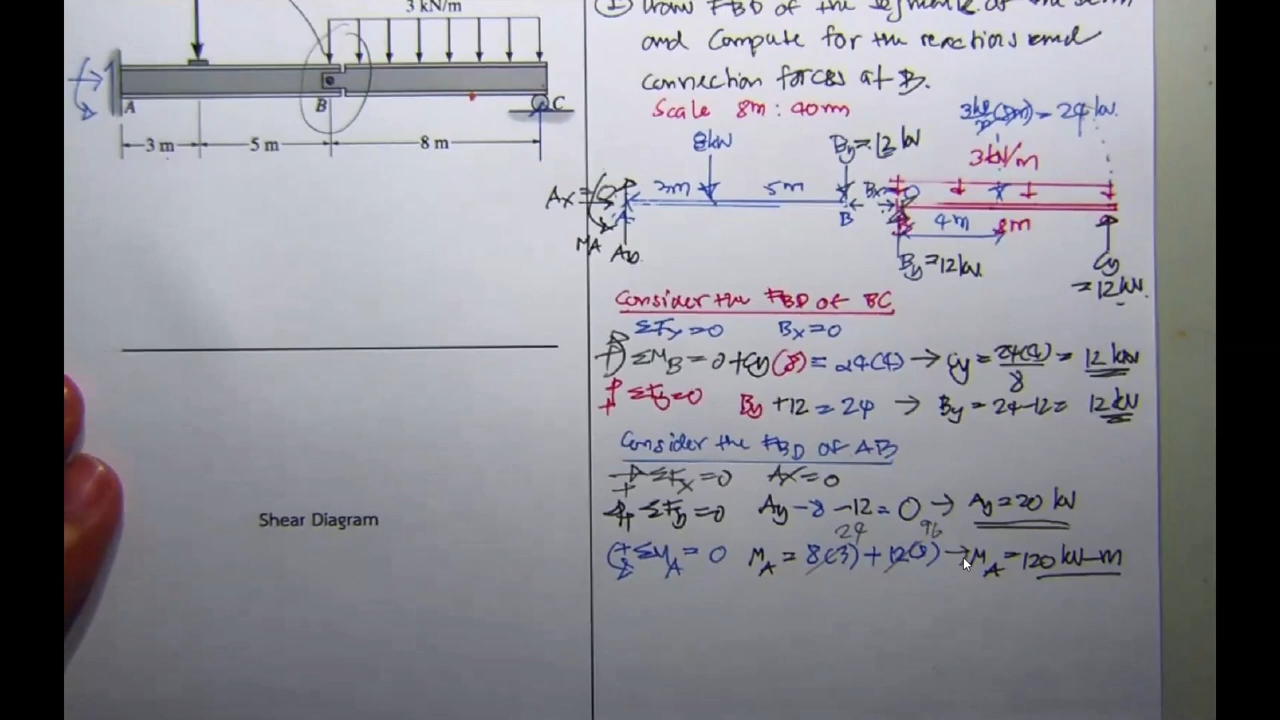 3 kN/m
A
B
C
3 m
5 m
8 m
Shear Diagram
① Draw FBD of the segments of the beam
and compute for the reactions and
connection forces at B.
Scale 8m : 40mm
(8m) = 24 kN
8kN
By = 12 kN
3kN/m
Ax = 0
3m
5m
Bx = 0
A
B
B
4m
8m
MA
Ay
By = 12 kN
Cy
= 12 kN
Consider the FBD of BC
ΣFx = 0 Bx = 0
+ ΣMB = 0 + Cy (8) = 24(4) → Cy = 24(4)/8 = 12 kN
+ ΣFy = 0 By + 12 = 24 → By = 24-12 = 12 kN
Consider the FBD of AB
+ ΣFx = 0 Ax = 0
+ ΣFy = 0 Ay - 8 - 12 = 0 → Ay = 20 kN
24 96
+ ΣMA = 0 MA = 8(3) + 12(8) → MA = 120 kN-m